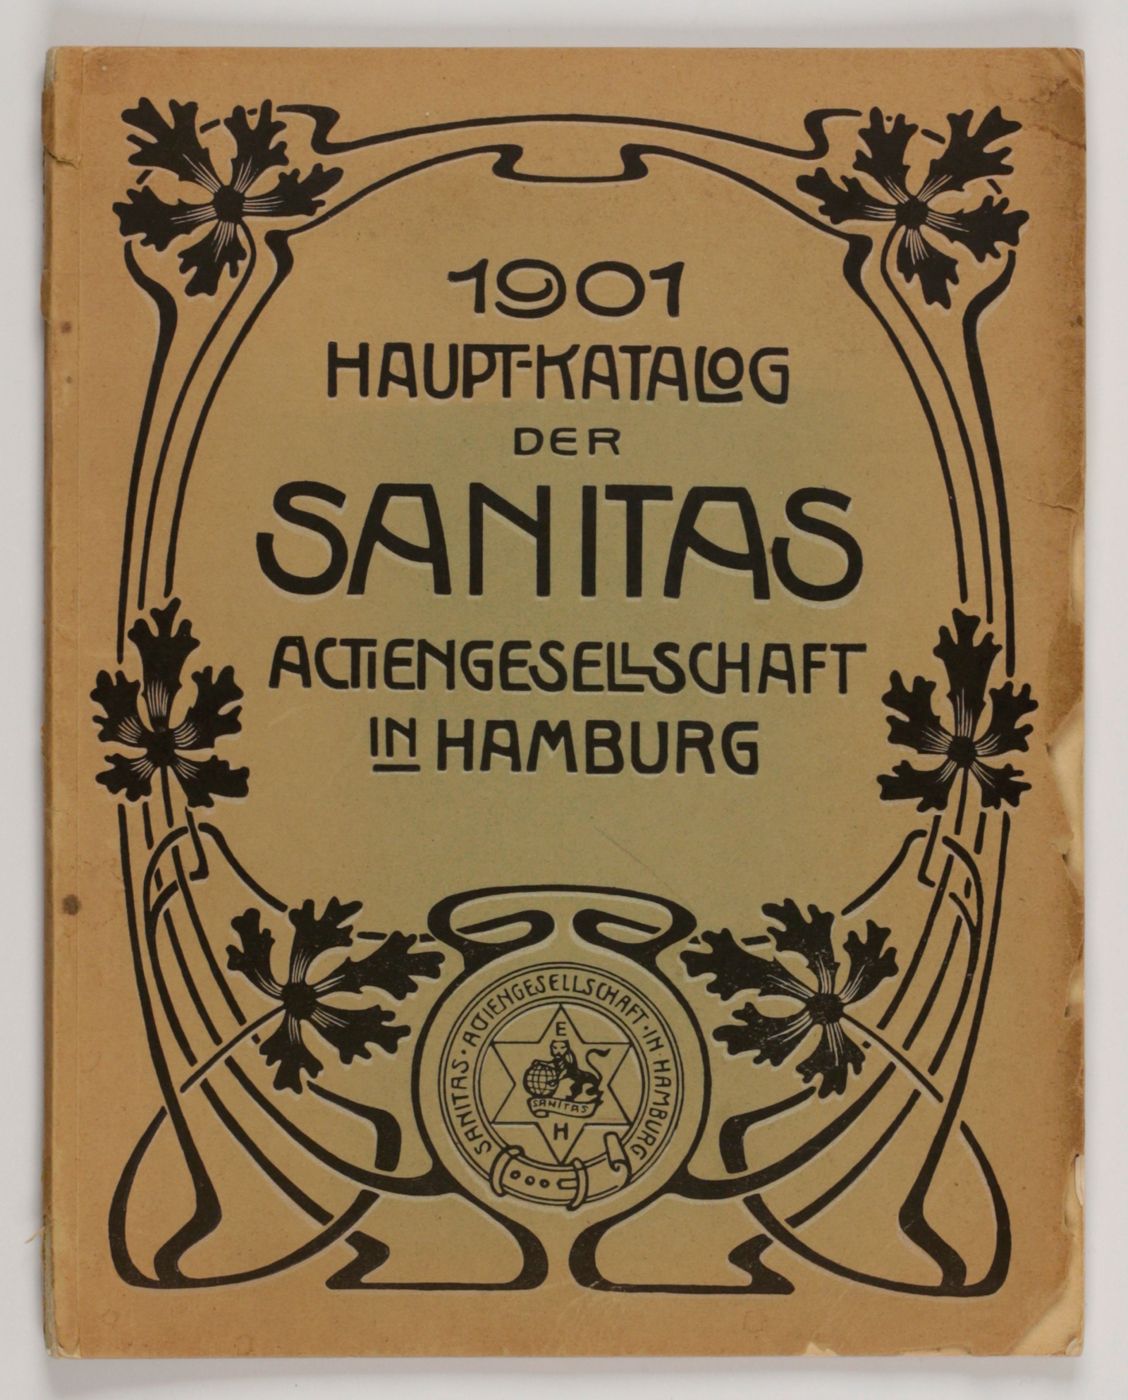 1901
HAUPT-KATALOG
DER
SANITAS
ACTIENGESELLSCHAFT
IN HAMBURG
SANITAS · ACTIENGESELLSCHAFT · IN · HAMBURG
E
SANITAS
H